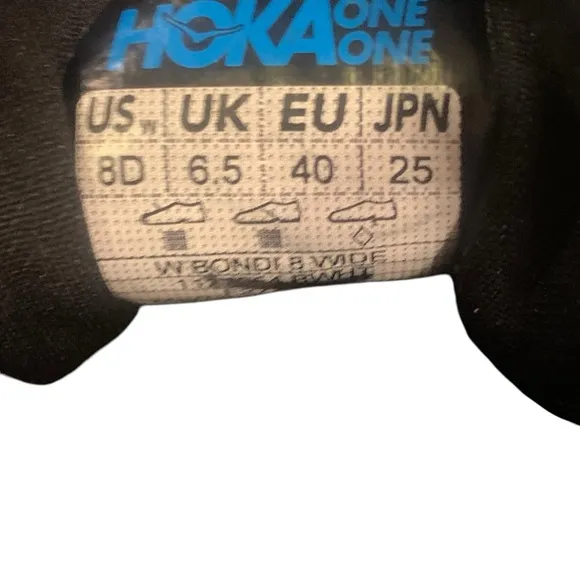 HOKA ONE ONE
US W UK EU JPN
8D 6.5 40 25
W BONDI 8 WIDE